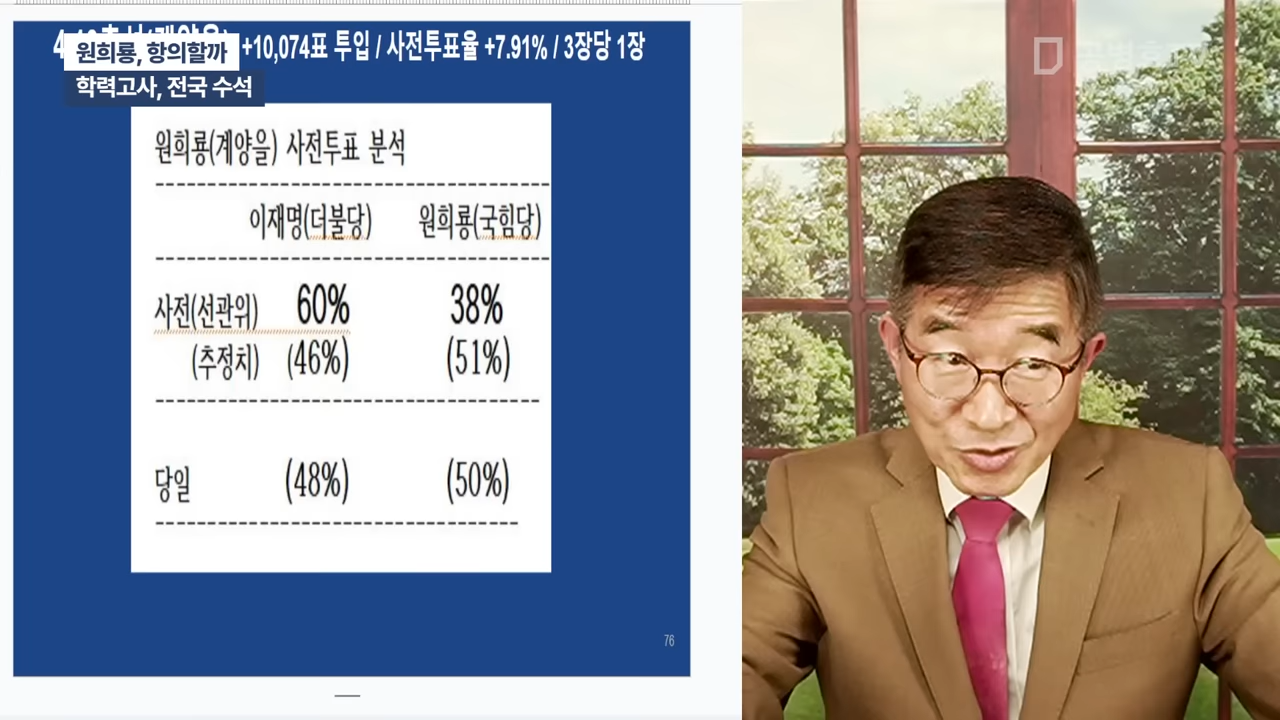 +10,074표 투입 / 사전투표율 +7.91% / 3장당 1장
원희룡, 항의할까
학력고사, 전국 수석
원희룡(계양을) 사전투표 분석
이재명(더불당) 원희룡(국힘당)
사전(선관위) 60% 38%
(추정치) (46%) (51%)
당일 (48%) (50%)
76